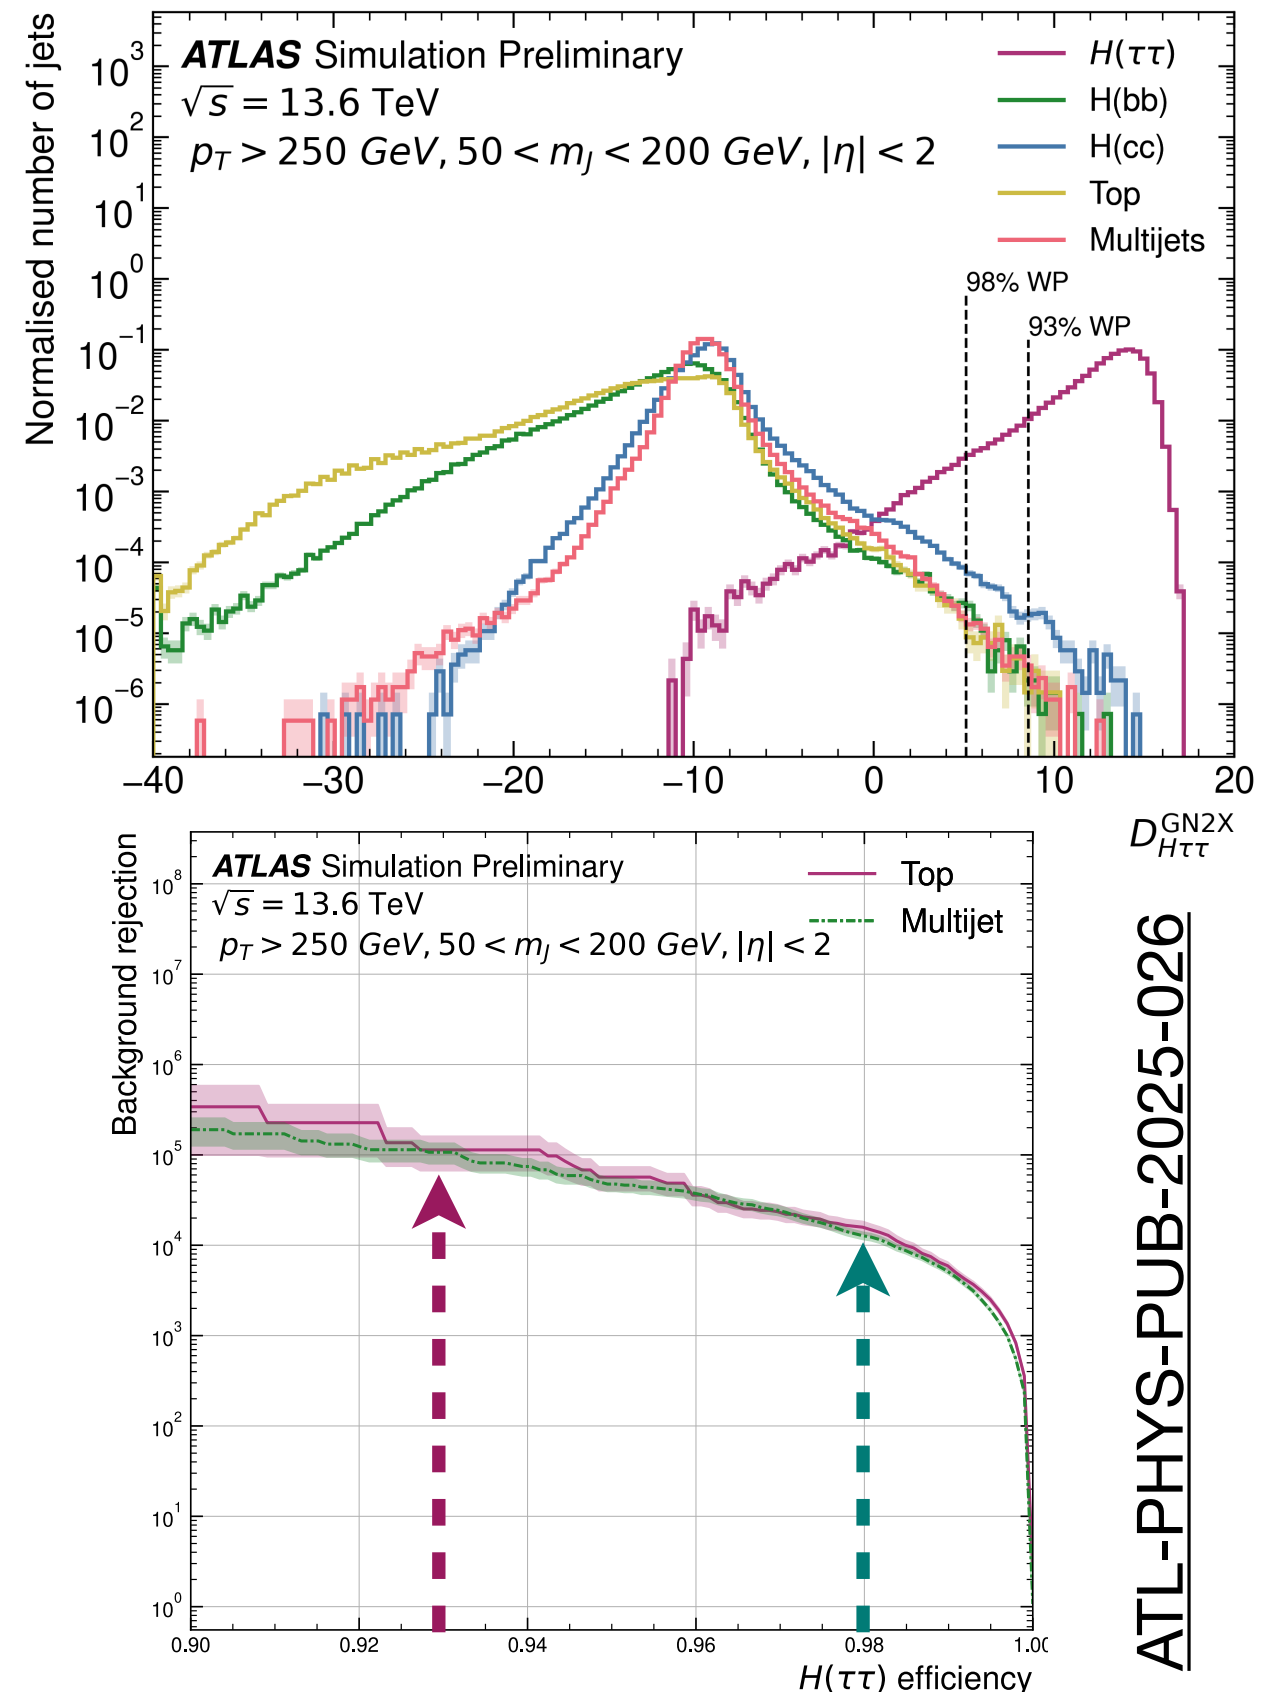 Normalised number of jets
ATLAS Simulation Preliminary
√s = 13.6 TeV
p_T > 250 GeV, 50 < m_J < 200 GeV, |η| < 2
H(ττ)
H(bb)
H(cc)
Top
Multijets
98% WP
93% WP
10^3
10^2
10^1
10^0
10^−1
10^−2
10^−3
10^−4
10^−5
10^−6
−40 −30 −20 −10 0 10 20
D^GN2X_Hττ
Background rejection
ATLAS Simulation Preliminary
√s = 13.6 TeV
p_T > 250 GeV, 50 < m_J < 200 GeV, |η| < 2
Top
Multijet
10^8
10^7
10^6
10^5
10^4
10^3
10^2
10^1
10^0
0.90 0.92 0.94 0.96 0.98 1.00
H(ττ) efficiency
ATL-PHYS-PUB-2025-026